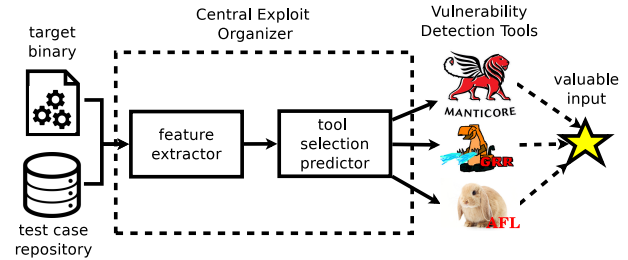 target
binary
Central Exploit
Organizer
Vulnerability
Detection Tools
feature
extractor
tool
selection
predictor
MANTICORE
GRR
AFL
valuable
input
test case
repository